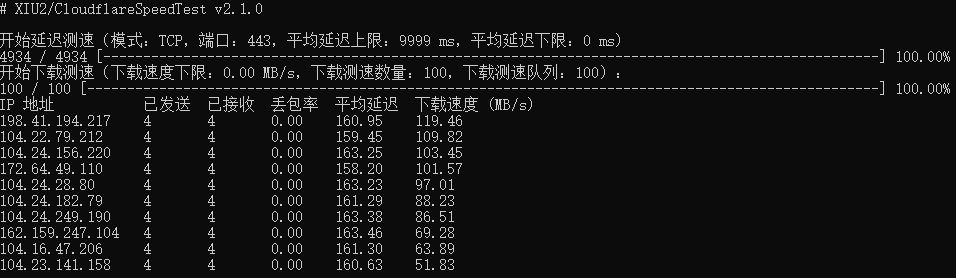 # XIU2/CloudflareSpeedTest v2.1.0
开始延迟测速（模式：TCP，端口：443，平均延迟上限：9999 ms，平均延迟下限：0 ms)
4934 / 4934 [-----------------------------------------------------------------------------------------------] 100.00%
开始下载测速（下载速度下限：0.00 MB/s，下载测速数量：100，下载测速队列：100）：
100 / 100 [-------------------------------------------------------------------------------------------------] 100.00%
IP 地址 已发送 已接收 丢包率 平均延迟 下载速度 (MB/s)
198.41.194.217 4 4 0.00 160.95 119.46
104.22.79.212 4 4 0.00 159.45 109.82
104.24.156.220 4 4 0.00 163.25 103.45
172.64.49.110 4 4 0.00 158.20 101.57
104.24.28.80 4 4 0.00 163.23 97.01
104.24.182.79 4 4 0.00 161.29 88.23
104.24.249.190 4 4 0.00 163.38 86.51
162.159.247.104 4 4 0.00 163.46 69.28
104.16.47.206 4 4 0.00 161.30 63.89
104.23.141.158 4 4 0.00 160.63 51.83